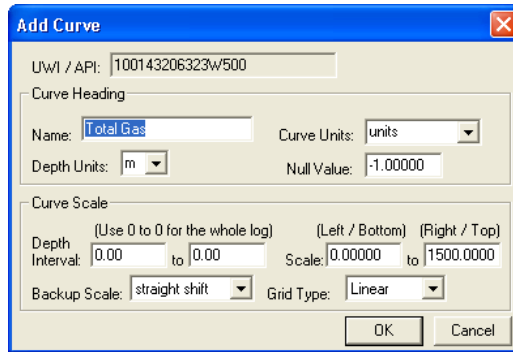 Add Curve
UWI / API: 100143206323W500
Curve Heading
Name: Total Gas Curve Units: units
Depth Units: m Null Value: -1.00000
Curve Scale
(Use 0 to 0 for the whole log) (Left / Bottom) (Right / Top)
Depth Interval: 0.00 to 0.00 Scale: 0.00000 to 1500.0000
Backup Scale: straight shift Grid Type: Linear
OK Cancel